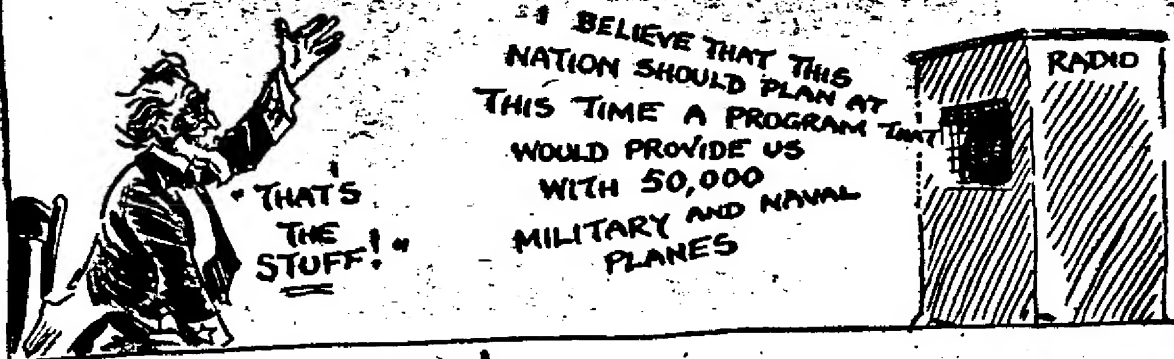 "I BELIEVE THAT THIS
NATION SHOULD PLAN AT
THIS TIME A PROGRAM THAT
WOULD PROVIDE US
WITH 50,000
MILITARY AND NAVAL
PLANES
RADIO
"THAT'S
THE
STUFF!"